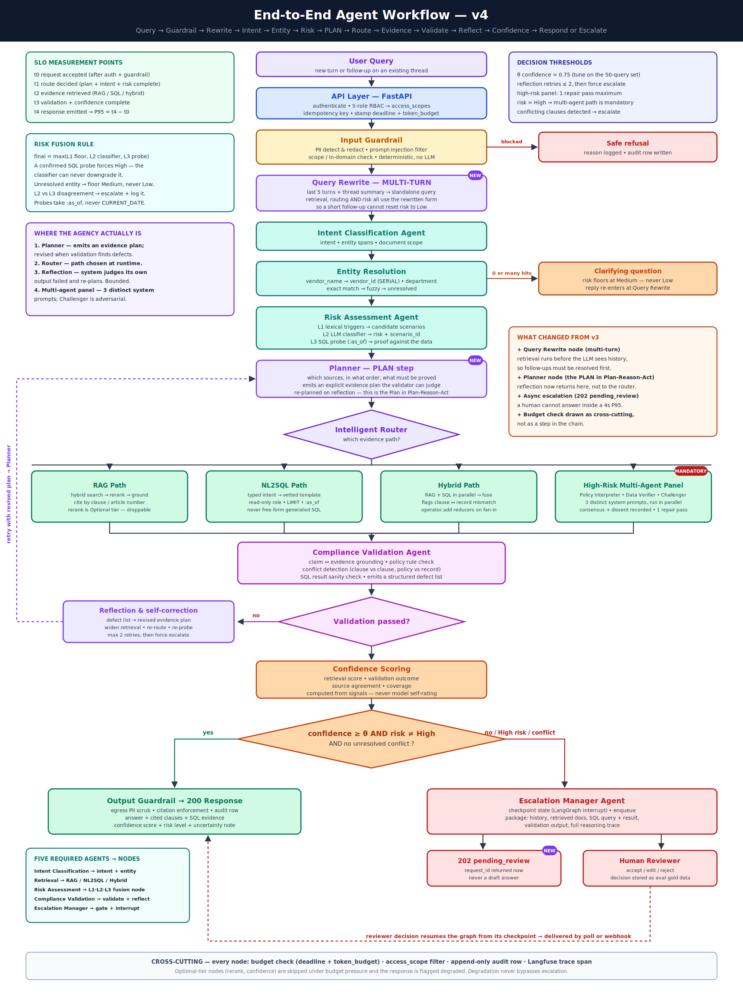 End-to-End Agent Workflow — v4
Query → Guardrail → Rewrite → Intent → Entity → Risk → PLAN → Route → Evidence → Validate → Reflect → Confidence → Respond or Escalate
SLO MEASUREMENT POINTS
t0 request accepted (after auth + guardrail)
t1 route decided (plan + intent + risk complete)
t2 evidence retrieved (RAG / SQL / hybrid)
t3 validation + confidence complete
t4 response emitted → P95 = t4 − t0
User Query
new turn or follow-up on an existing thread
DECISION THRESHOLDS
θ confidence = 0.75 (tune on the 50-query set)
reflection retries ≤ 2, then force escalate
high-risk panel: 1 repair pass maximum
risk = High → multi-agent path is mandatory
conflicting clauses detected → escalate
API Layer — FastAPI
authenticate • 5-role RBAC → access_scopes
idempotency key • stamp deadline + token_budget
RISK FUSION RULE
final = max(L1 floor, L2 classifier, L3 probe)
A confirmed SQL probe forces High — the
classifier can never downgrade it.
Unresolved entity → floor Medium, never Low.
L2 vs L3 disagreement → escalate + log it.
Probes take :as_of, never CURRENT_DATE.
Input Guardrail
PII detect & redact • prompt-injection filter
scope / in-domain check • deterministic, no LLM
blocked
Safe refusal
reason logged • audit row written
NEW
Query Rewrite — MULTI-TURN
last 5 turns + thread summary → standalone query
retrieval, routing AND risk all use the rewritten form
so a short follow-up cannot reset risk to Low
WHERE THE AGENCY ACTUALLY IS
1. Planner — emits an evidence plan;
revised when validation finds defects.
2. Router — path chosen at runtime.
3. Reflection — system judges its own
output failed and re-plans. Bounded.
4. Multi-agent panel — 3 distinct system
prompts; Challenger is adversarial.
Intent Classification Agent
intent • entity spans • document scope
Entity Resolution
vendor_name → vendor_id (SERIAL) • department
exact match → fuzzy → unresolved
0 or many hits
Clarifying question
risk floors at Medium — never Low
reply re-enters at Query Rewrite
Risk Assessment Agent
L1 lexical triggers → candidate scenarios
L2 LLM classifier → risk + scenario_id
L3 SQL probe (:as_of) → proof against the data
WHAT CHANGED FROM v3
+ Query Rewrite node (multi-turn)
retrieval runs before the LLM sees history,
so follow-ups must be resolved first.
+ Planner node (the PLAN in Plan-Reason-Act)
reflection now returns here, not to the router.
+ Async escalation (202 pending_review)
a human cannot answer inside a 4s P95.
+ Budget check drawn as cross-cutting,
not as a step in the chain.
NEW
Planner — PLAN step
which sources, in what order, what must be proved
emits an explicit evidence plan the validator can judge
re-planned on reflection — this is the Plan in Plan-Reason-Act
Intelligent Router
which evidence path?
retry with revised plan → Planner
RAG Path
hybrid search → rerank → ground
cite by clause / article number
rerank is Optional tier — droppable
NL2SQL Path
typed intent → vetted template
read-only role • LIMIT • :as_of
never free-form generated SQL
Hybrid Path
RAG + SQL in parallel → fuse
flags clause ↔ record mismatch
operator.add reducers on fan-in
MANDATORY
High-Risk Multi-Agent Panel
Policy Interpreter • Data Verifier • Challenger
3 distinct system prompts, run in parallel
consensus + dissent recorded • 1 repair pass
Compliance Validation Agent
claim ↔ evidence grounding • policy rule check
conflict detection (clause vs clause, policy vs record)
SQL result sanity check • emits a structured defect list
Reflection & self-correction
defect list → revised evidence plan
widen retrieval • re-route • re-probe
max 2 retries, then force escalate
no
Validation passed?
Confidence Scoring
retrieval score • validation outcome
source agreement • coverage
computed from signals — never model self-rating
yes
confidence ≥ θ AND risk ≠ High
AND no unresolved conflict ?
no / High risk / conflict
Output Guardrail → 200 Response
egress PII scrub • citation enforcement • audit row
answer + cited clauses + SQL evidence
confidence score + risk level + uncertainty note
Escalation Manager Agent
checkpoint state (LangGraph interrupt) • enqueue
package: history, retrieved docs, SQL query + result,
validation output, full reasoning trace
FIVE REQUIRED AGENTS → NODES
Intent Classification → intent + entity
Retrieval → RAG / NL2SQL / Hybrid
Risk Assessment → L1·L2·L3 fusion node
Compliance Validation → validate + reflect
Escalation Manager → gate + interrupt
NEW
202 pending_review
request_id returned now
never a draft answer
Human Reviewer
accept / edit / reject
decision stored as eval gold data
reviewer decision resumes the graph from its checkpoint → delivered by poll or webhook
CROSS-CUTTING — every node: budget check (deadline + token_budget) · access_scope filter · append-only audit row · Langfuse trace span
Optional-tier nodes (rerank, confidence) are skipped under budget pressure and the response is flagged degraded. Degradation never bypasses escalation.